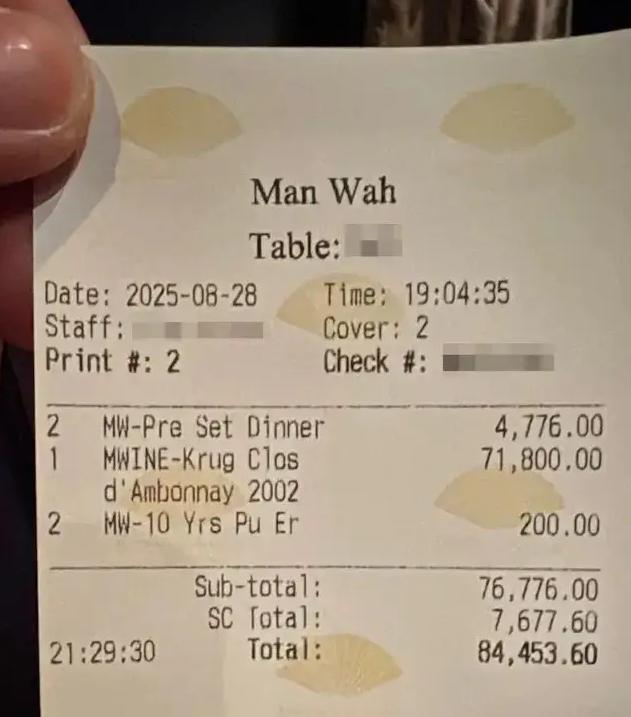 Man Wah
Table:
Date: 2025-08-28 Time: 19:04:35
Staff: Cover: 2
Print #: 2 Check #:
2 MW-Pre Set Dinner 4,776.00
1 MWINE-Krug Clos 71,800.00
d'Ambonnay 2002
2 MW-10 Yrs Pu Er 200.00
Sub-total: 76,776.00
SC Total: 7,677.60
21:29:30 Total: 84,453.60